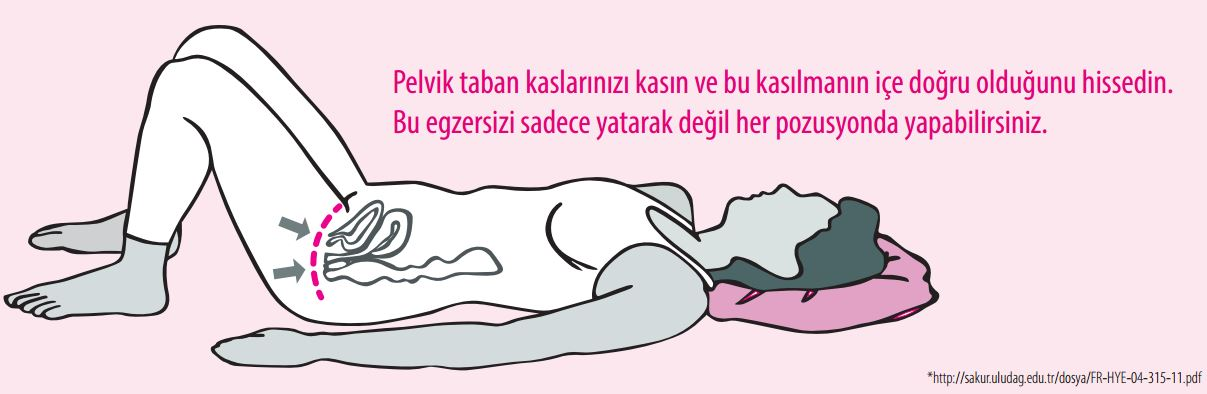 Pelvik taban kaslarınızı kasın ve bu kasılmanın içe doğru olduğunu hissedin.
Bu egzersizi sadece yatarak değil her pozusyonda yapabilirsiniz.
*http://sakur.uludag.edu.tr/dosya/FR-HYE-04-315-11.pdf